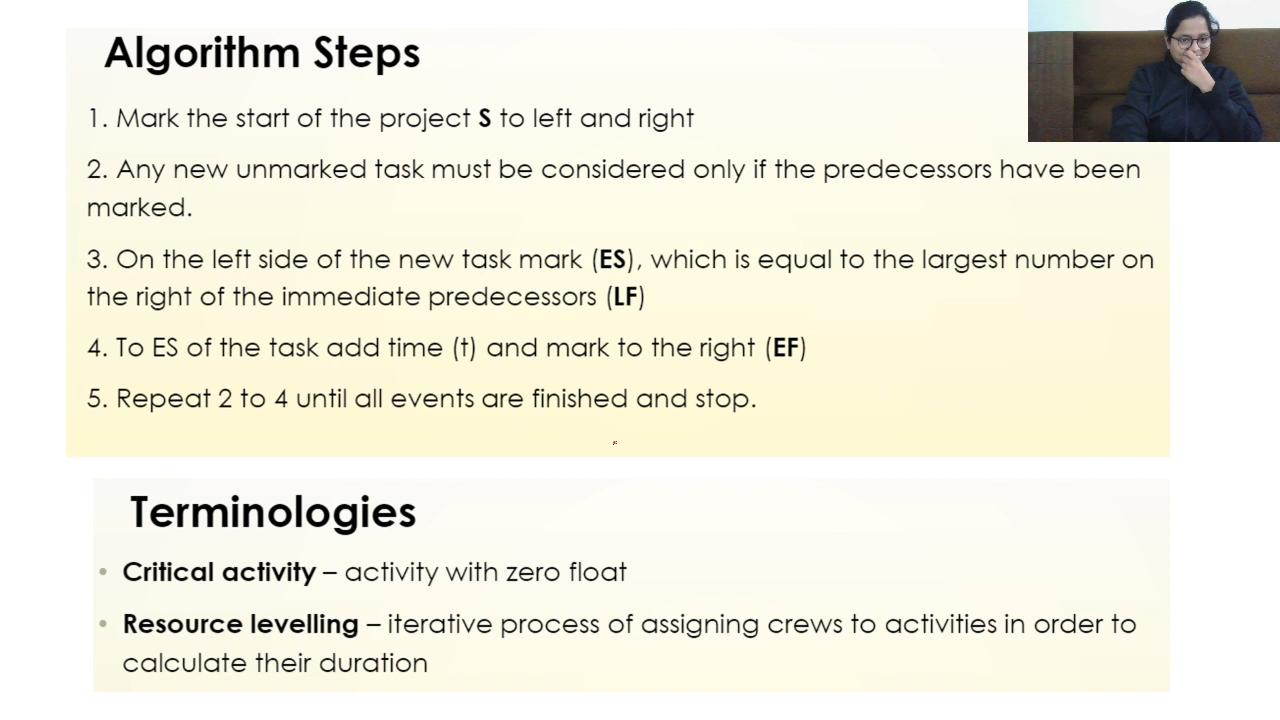 Algorithm Steps
1. Mark the start of the project S to left and right
2. Any new unmarked task must be considered only if the predecessors have been
marked.
3. On the left side of the new task mark (ES), which is equal to the largest number on
the right of the immediate predecessors (LF)
4. To ES of the task add time (t) and mark to the right (EF)
5. Repeat 2 to 4 until all events are finished and stop.
Terminologies
• Critical activity – activity with zero float
• Resource levelling – iterative process of assigning crews to activities in order to
calculate their duration